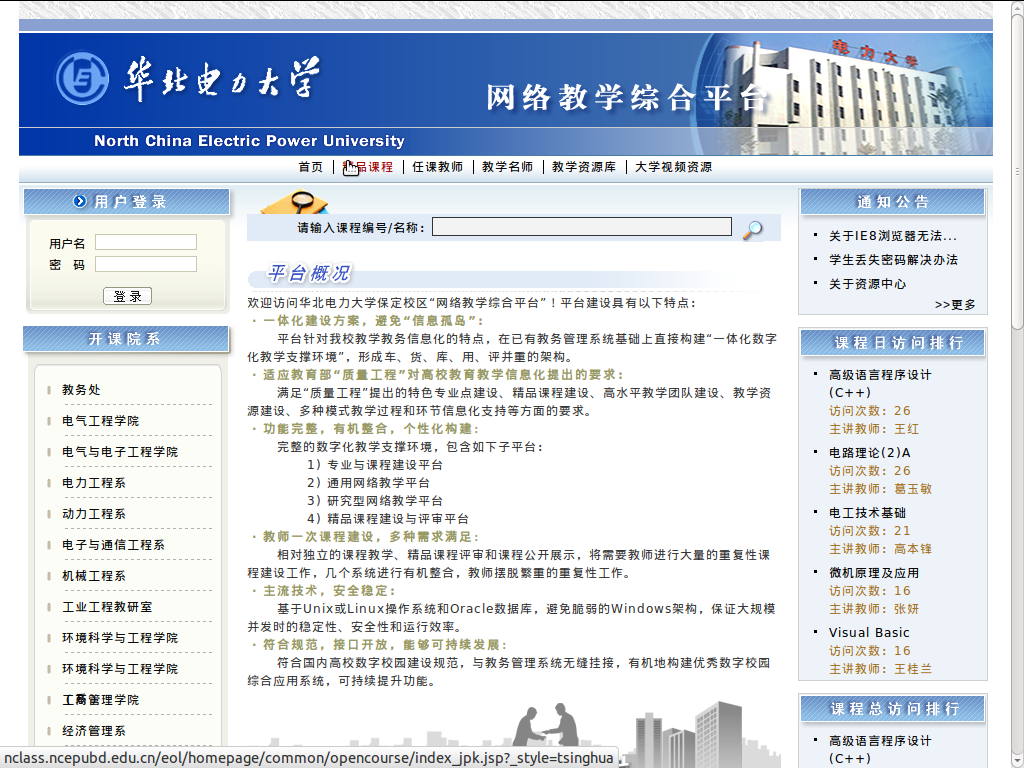 华北电力大学
网络教学综合平台
电力大学
North China Electric Power University
首页 | 品课程 | 任课教师 | 教学名师 | 教学资源库 | 大学视频资源
用户登录
用户名
密 码
登录
开课院系
教务处
电气工程学院
电气与电子工程学院
电力工程系
动力工程系
电子与通信工程系
机械工程系
工业工程教研室
环境科学与工程学院
环境科学与工程学院
管理学院
经济管理系
请输入课程编号/名称：
平台概况
欢迎访问华北电力大学保定校区“网络教学综合平台”！平台建设具有以下特点：
· 一体化建设方案，避免“信息孤岛”：
平台针对我校教学教务信息化的特点，在已有教务管理系统基础上直接构建“一体化数字
化教学支撑环境”，形成车、货、库、用、评并重的架构。
· 适应教育部“质量工程”对高校教育教学信息化提出的要求：
满足“质量工程”提出的特色专业点建设、精品课程建设、高水平教学团队建设、教学资
源建设、多种模式教学过程和环节信息化支持等方面的要求。
· 功能完整，有机整合，个性化构建：
完整的数字化教学支撑环境，包含如下子平台：
1) 专业与课程建设平台
2) 通用网络教学平台
3) 研究型网络教学平台
4) 精品课程建设与评审平台
· 教师一次课程建设，多种需求满足：
相对独立的课程教学、精品课程评审和课程公开展示，将需要教师进行大量的重复性课
程建设工作，几个系统进行有机整合，教师摆脱繁重的重复性工作。
· 主流技术，安全稳定：
基于Unix或Linux操作系统和Oracle数据库，避免脆弱的Windows架构，保证大规模
并发时的稳定性、安全性和运行效率。
· 符合规范，接口开放，能够可持续发展：
符合国内高校数字校园建设规范，与教务管理系统无缝挂接，有机地构建优秀数字校园
综合应用系统，可持续提升功能。
通知公告
关于IE8浏览器无法...
学生丢失密码解决办法
关于资源中心
>>更多
课程日访问排行
高级语言程序设计
(C++)
访问次数：26
主讲教师：王红
电路理论(2)A
访问次数：26
主讲教师：葛玉敏
电工技术基础
访问次数：21
主讲教师：高本锋
微机原理及应用
访问次数：16
主讲教师：张妍
Visual Basic
访问次数：16
主讲教师：王桂兰
课程总访问排行
高级语言程序设计
(C++)
nclass.ncepubd.edu.cn/eol/homepage/common/opencourse/index_jpk.jsp?_style=tsinghua